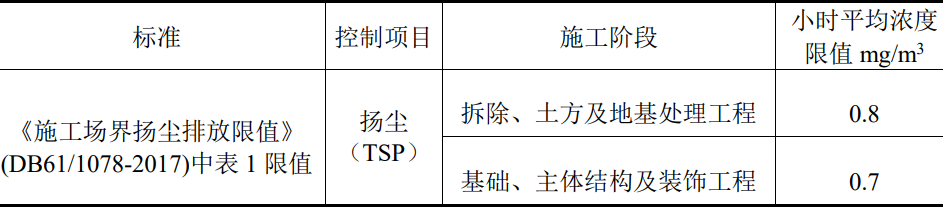 标准
控制项目
施工阶段
小时平均浓度
限值 mg/m³
《施工场界扬尘排放限值》
(DB61/1078-2017)中表 1 限值
扬尘
（TSP）
拆除、土方及地基处理工程
0.8
基础、主体结构及装饰工程
0.7